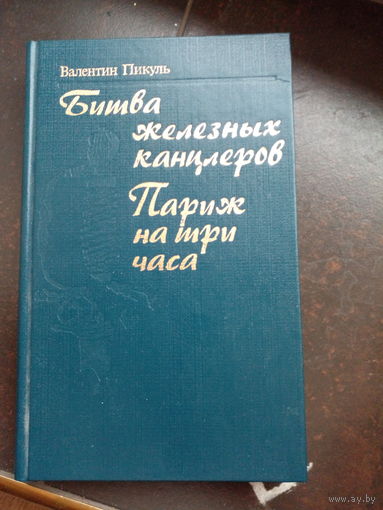 Валентин Пикуль
Битва
железных
канцлеров
Париж
на три
часа
www.ay.by